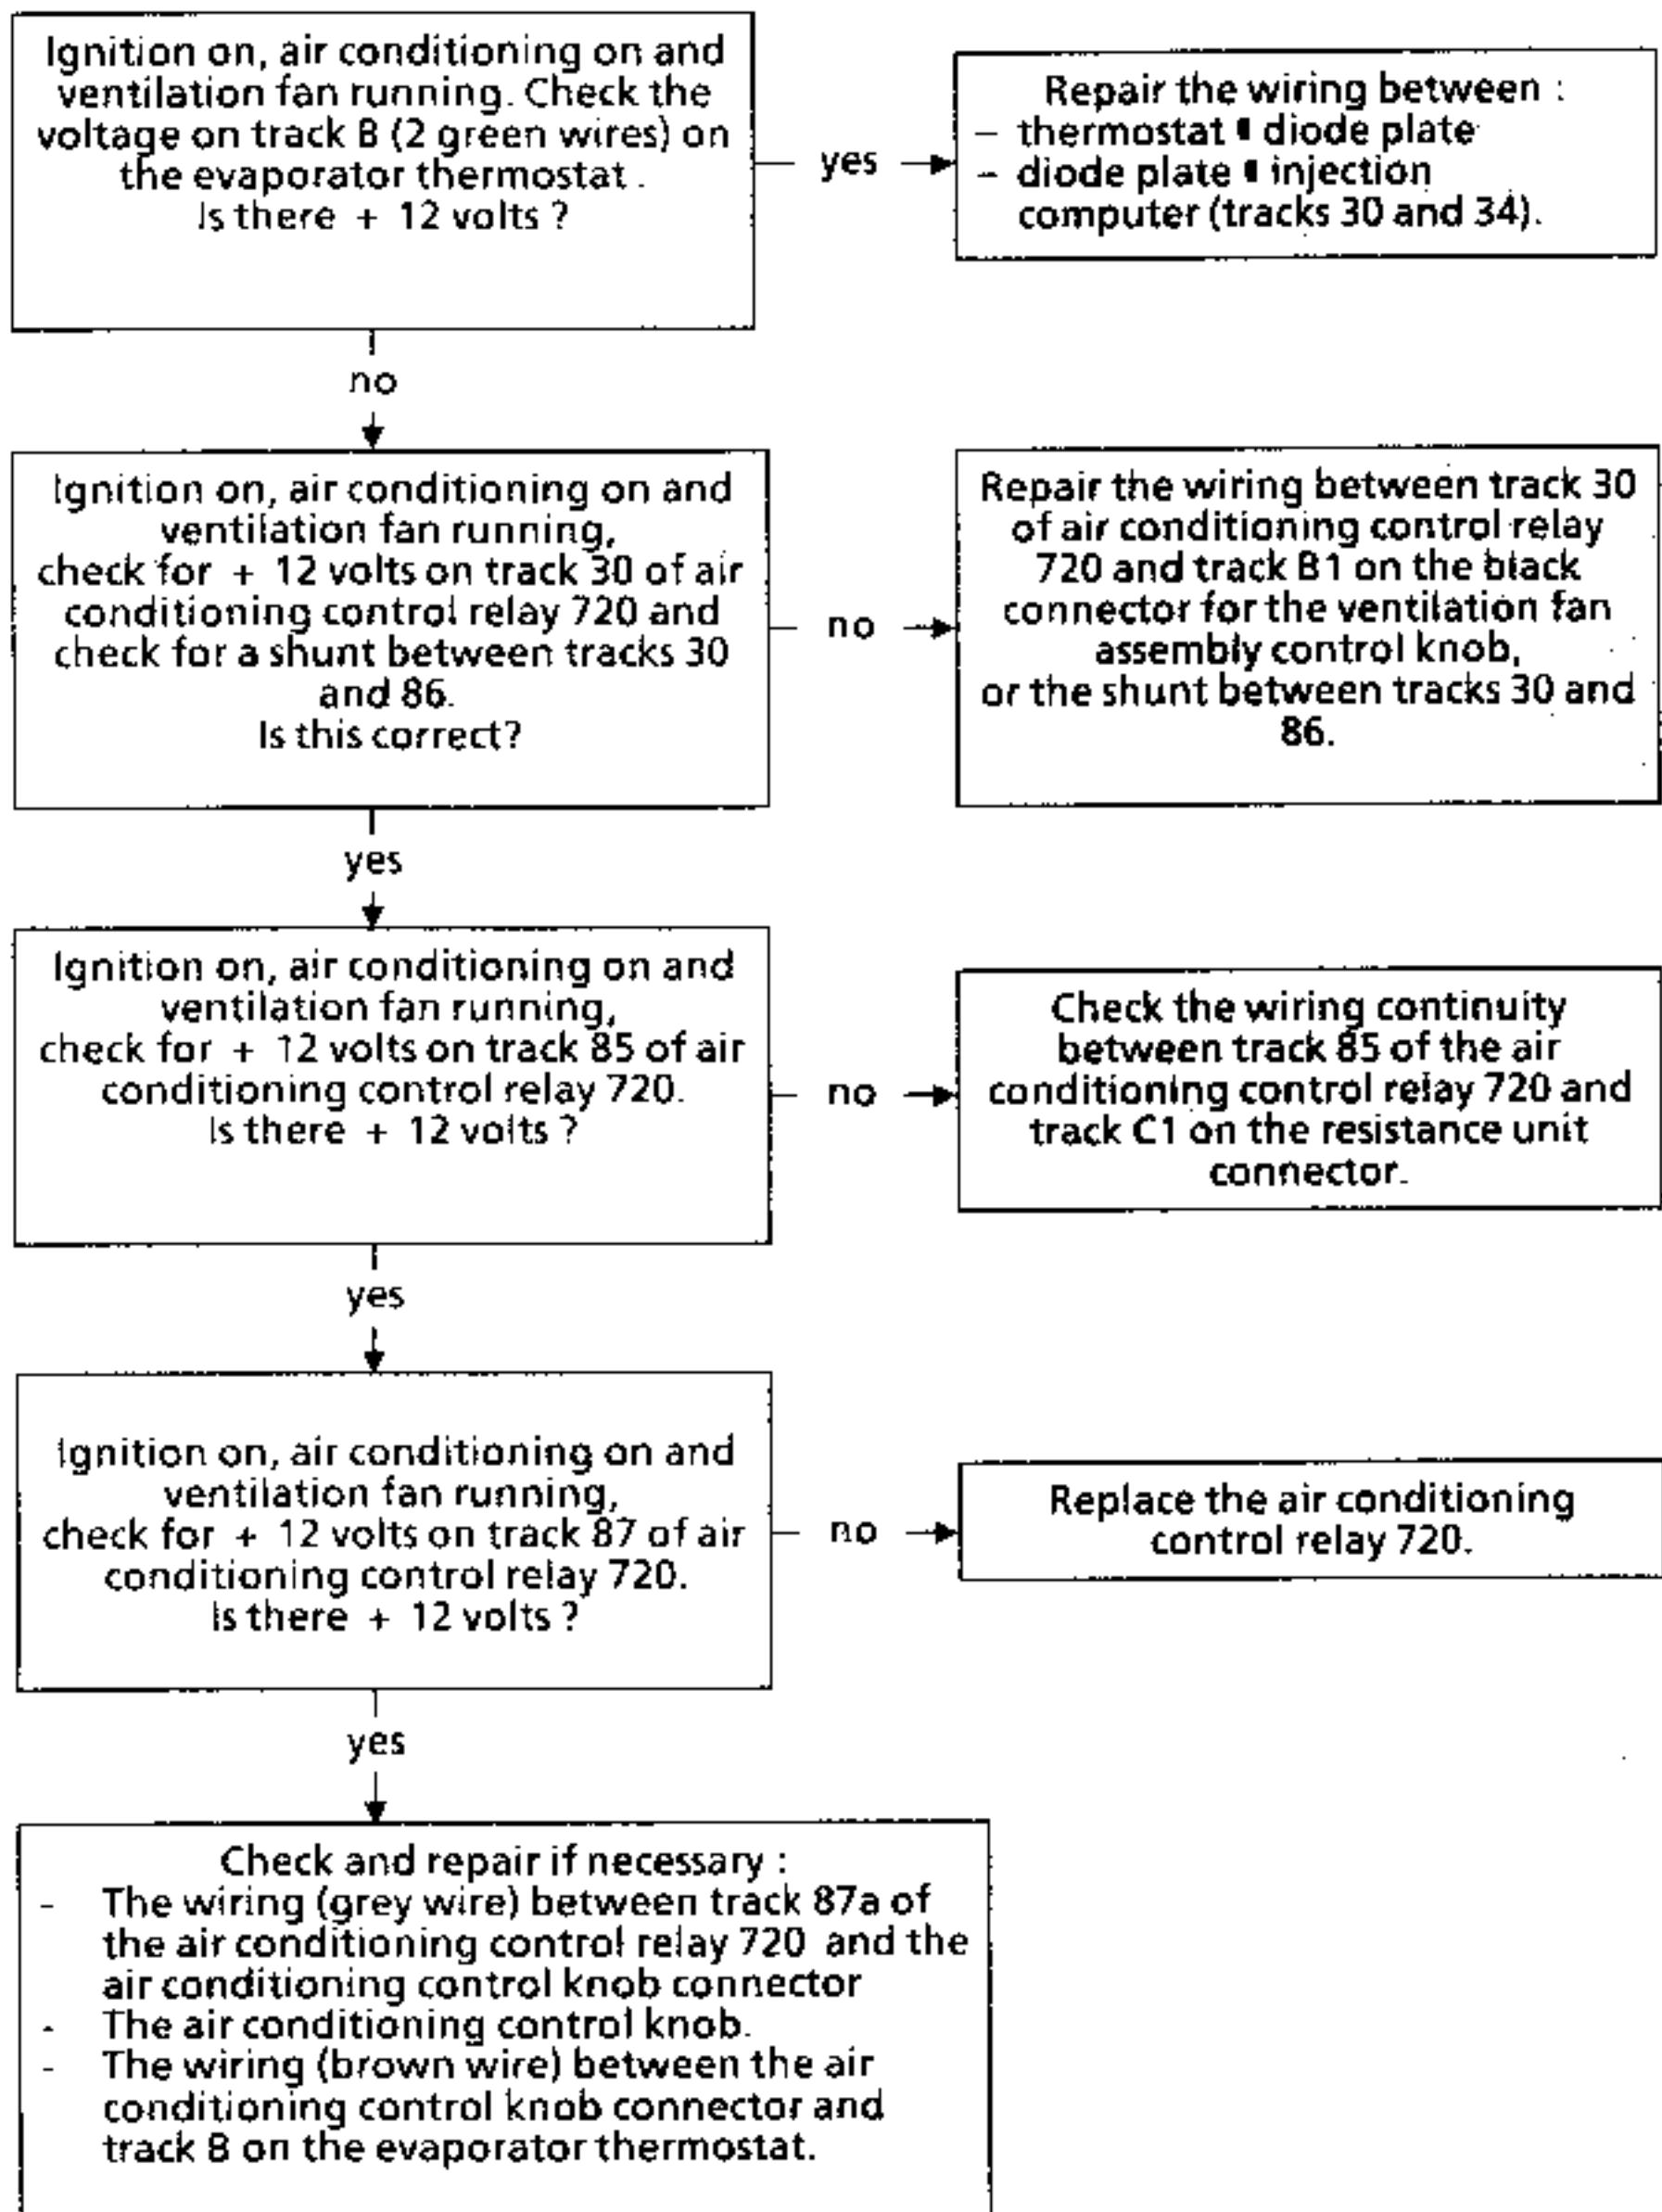 Ignition on, air conditioning on and
ventilation fan running. Check the
voltage on track B (2 green wires) on
the evaporator thermostat.
Is there + 12 volts ?
yes
Repair the wiring between :
– thermostat diode plate
– diode plate injection
computer (tracks 30 and 34).
no
Ignition on, air conditioning on and
ventilation fan running,
check for + 12 volts on track 30 of air
conditioning control relay 720 and
check for a shunt between tracks 30
and 86.
Is this correct?
no
Repair the wiring between track 30
of air conditioning control relay
720 and track B1 on the black
connector for the ventilation fan
assembly control knob,
or the shunt between tracks 30 and
86.
yes
Ignition on, air conditioning on and
ventilation fan running,
check for + 12 volts on track 85 of air
conditioning control relay 720.
Is there + 12 volts ?
no
Check the wiring continuity
between track 85 of the air
conditioning control relay 720 and
track C1 on the resistance unit
connector.
yes
Ignition on, air conditioning on and
ventilation fan running,
check for + 12 volts on track 87 of air
conditioning control relay 720.
Is there + 12 volts ?
no
Replace the air conditioning
control relay 720.
yes
Check and repair if necessary :
- The wiring (grey wire) between track 87a of
the air conditioning control relay 720 and the
air conditioning control knob connector
- The air conditioning control knob.
- The wiring (brown wire) between the air
conditioning control knob connector and
track B on the evaporator thermostat.